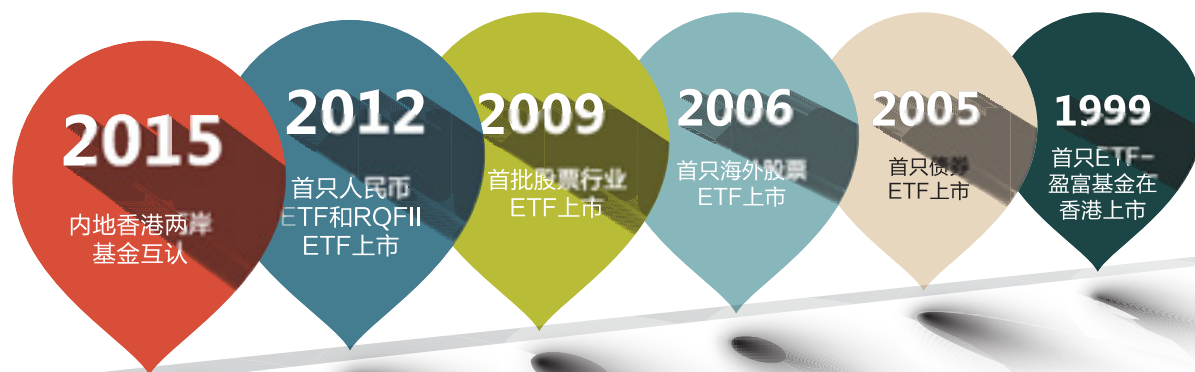 2015
内地香港两岸
基金互认
2012
首只人民币
ETF和RQFII
ETF上市
2009
首批股票行业
ETF上市
2006
首只海外股票
ETF上市
2005
首只债券
ETF上市
1999
首只ETF-
盈富基金在
香港上市